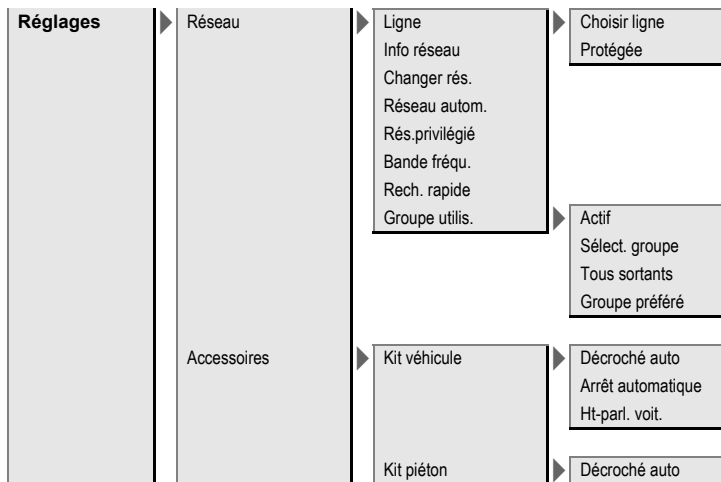 Réglages
Réseau
Ligne
Choisir ligne
Info réseau
Protégée
Changer rés.
Réseau autom.
Rés.privilégié
Bande fréqu.
Rech. rapide
Groupe utilis.
Actif
Sélect. groupe
Tous sortants
Groupe préféré
Accessoires
Kit véhicule
Décroché auto
Arrêt automatique
Ht-parl. voit.
Kit piéton
Décroché auto